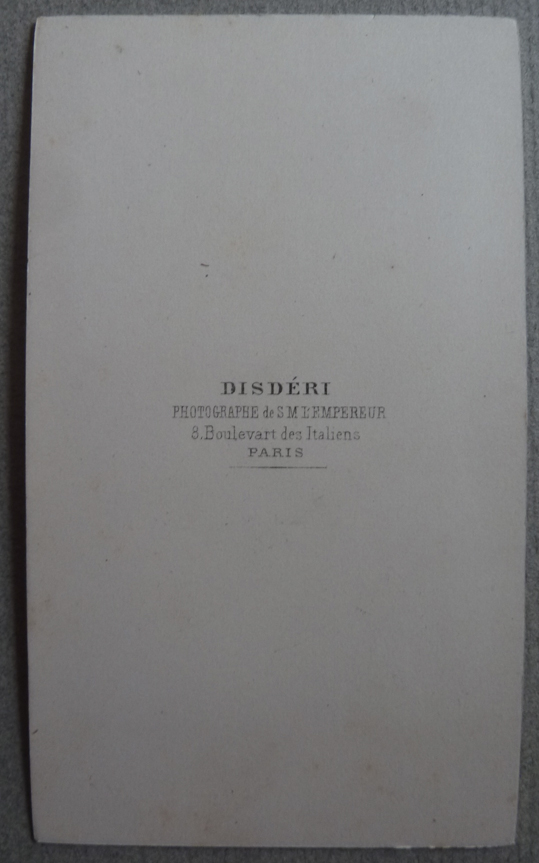 DISDÉRI
PHOTOGRAPHE de S M L'EMPEREUR
8. Boulevart des Italiens
PARIS